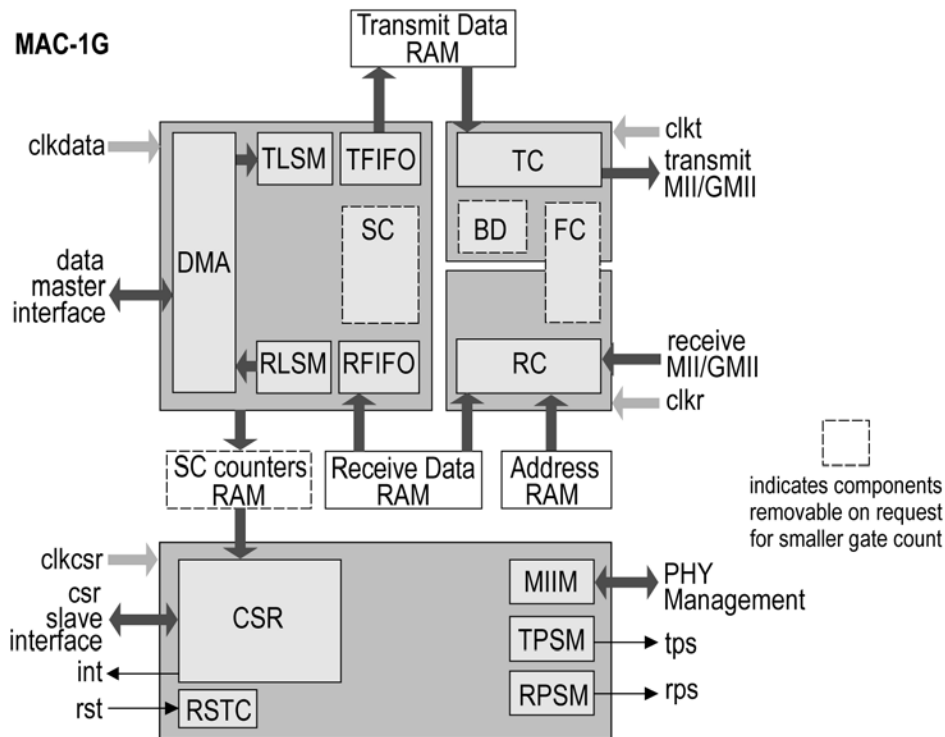 MAC-1G
Transmit Data
RAM
clkdata
TLSM
TFIFO
TC
clkt
transmit
MII/GMII
SC
BD
FC
DMA
data
master
interface
RLSM
RFIFO
RC
receive
MII/GMII
clkr
SC counters
RAM
Receive Data
RAM
Address
RAM
indicates components
removable on request
for smaller gate count
clkcsr
csr
slave
interface
CSR
MIIM
PHY
Management
TPSM
tps
int
RPSM
rps
rst
RSTC